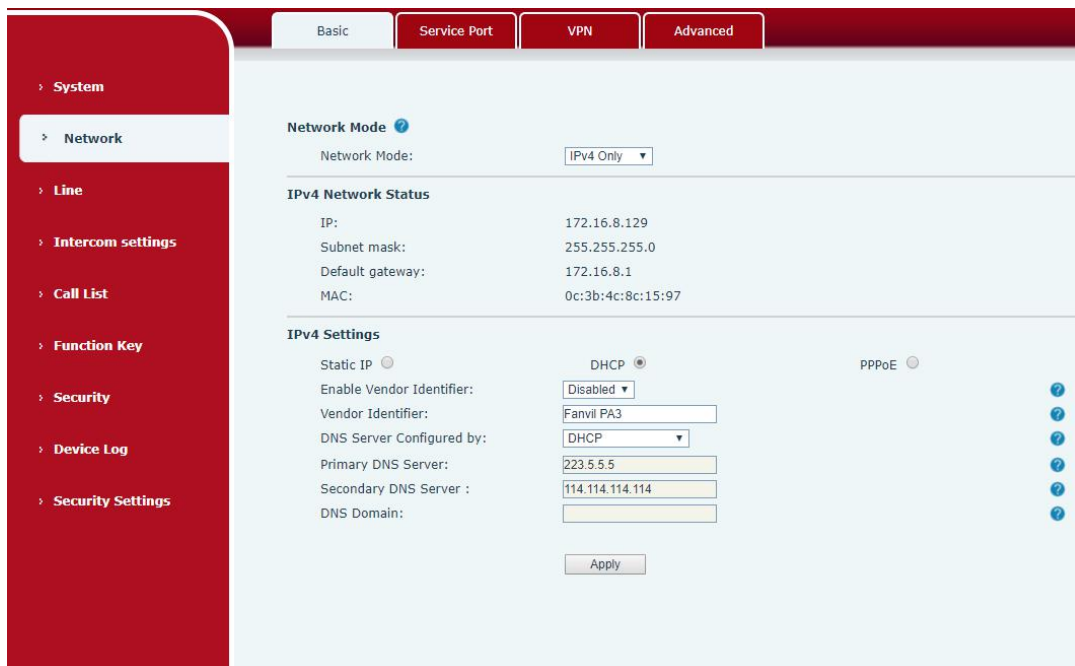 Basic Service Port VPN Advanced
› System
› Network
› Line
› Intercom settings
› Call List
› Function Key
› Security
› Device Log
› Security Settings
Network Mode ?
Network Mode: IPv4 Only ▼
IPv4 Network Status
IP: 172.16.8.129
Subnet mask: 255.255.255.0
Default gateway: 172.16.8.1
MAC: 0c:3b:4c:8c:15:97
IPv4 Settings
Static IP DHCP PPPoE
Enable Vendor Identifier: Disabled ▼ ?
Vendor Identifier: Fanvil PA3 ?
DNS Server Configured by: DHCP ▼ ?
Primary DNS Server: 223.5.5.5 ?
Secondary DNS Server : 114.114.114.114 ?
DNS Domain: ?
Apply